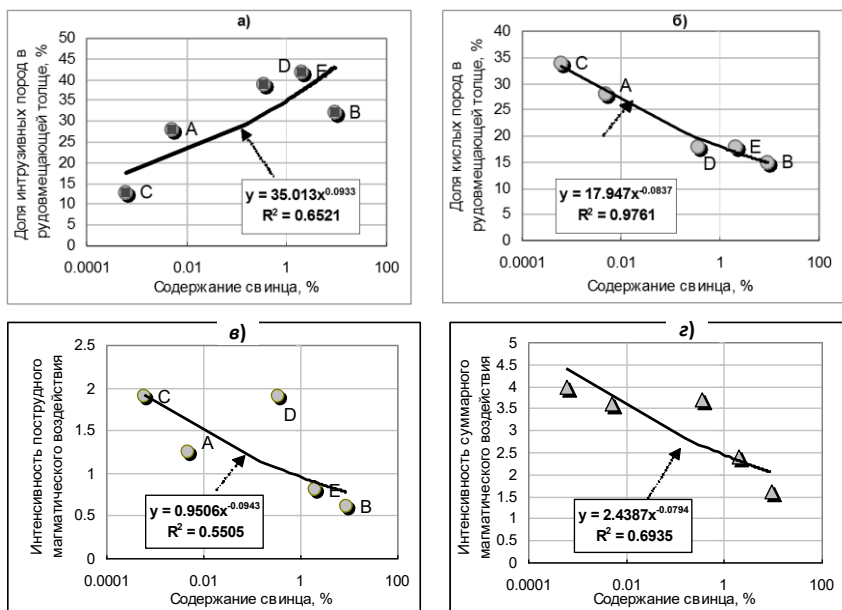 а)
Доля интрузивных пород в
рудовмещающей толще, %
50
45
40
35
30
25
20
15
10
5
0
D
E
A
B
C
y = 35.013x^0.0933
R² = 0.6521
0.0001
0.01
1
100
Содержание свинца, %
б)
Доля кислых пород в
рудовмещающей толще, %
40
35
30
25
20
15
10
5
0
C
A
D
E
B
y = 17.947x^-0.0837
R² = 0.9761
0.0001
0.01
1
100
Содержание свинца, %
в)
Интенсивность пострудного
магматического воздействия
2.5
2
1.5
1
0.5
0
C
D
A
E
B
y = 0.9506x^-0.0943
R² = 0.5505
0.0001
0.01
1
100
Содержание свинца, %
г)
Интенсивность суммарного
магматического воздействия
5
4.5
4
3.5
3
2.5
2
1.5
1
0.5
0
y = 2.4387x^-0.0794
R² = 0.6935
0.0001
0.01
1
100
Содержание свинца, %